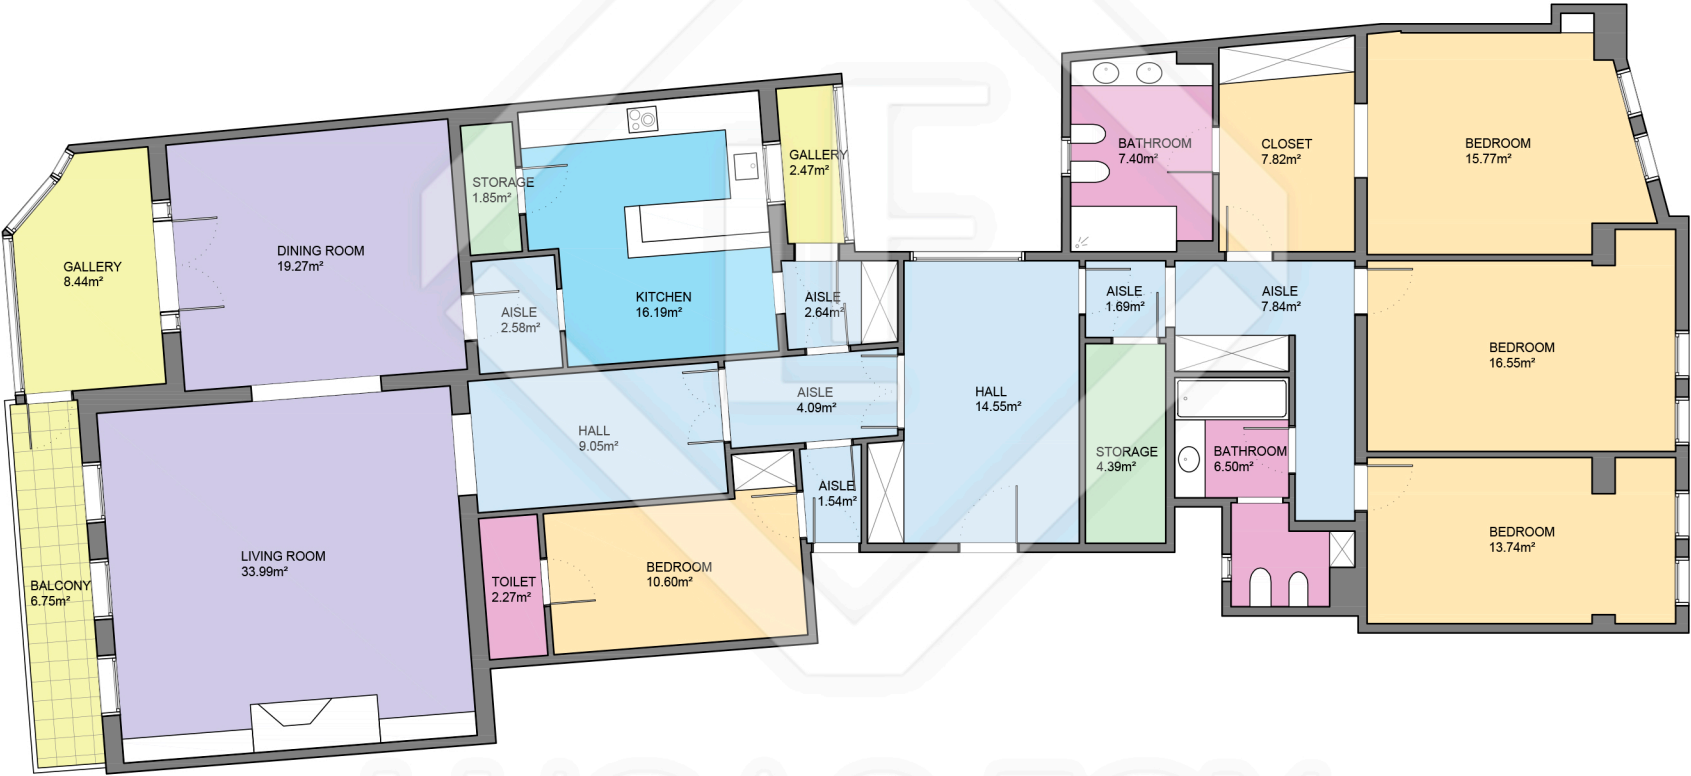 GALLERY
8.44m²
DINING ROOM
19.27m²
STORAGE
1.85m²
AISLE
2.58m²
KITCHEN
16.19m²
GALLERY
2.47m²
AISLE
2.64m²
BATHROOM
7.40m²
CLOSET
7.82m²
BEDROOM
15.77m²
AISLE
1.69m²
AISLE
7.84m²
BEDROOM
16.55m²
HALL
9.05m²
AISLE
4.09m²
HALL
14.55m²
STORAGE
4.39m²
BATHROOM
6.50m²
AISLE
1.54m²
BALCONY
6.75m²
LIVING ROOM
33.99m²
TOILET
2.27m²
BEDROOM
10.60m²
BEDROOM
13.74m²